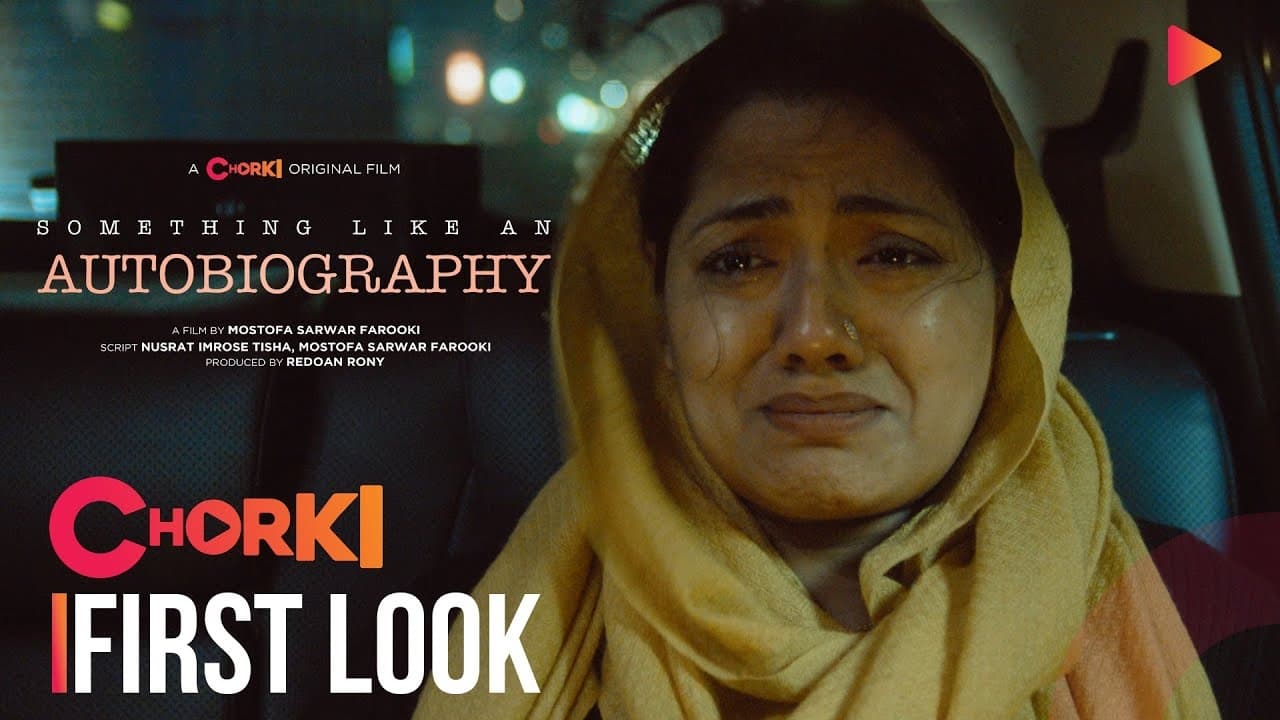 A CHORKI ORIGINAL FILM
SOMETHING LIKE AN
AUTOBIOGRAPHY
A FILM BY MOSTOFA SARWAR FAROOKI
SCRIPT NUSRAT IMROSE TISHA, MOSTOFA SARWAR FAROOKI
PRODUCED BY REDOAN RONY
CHORKI
FIRST LOOK